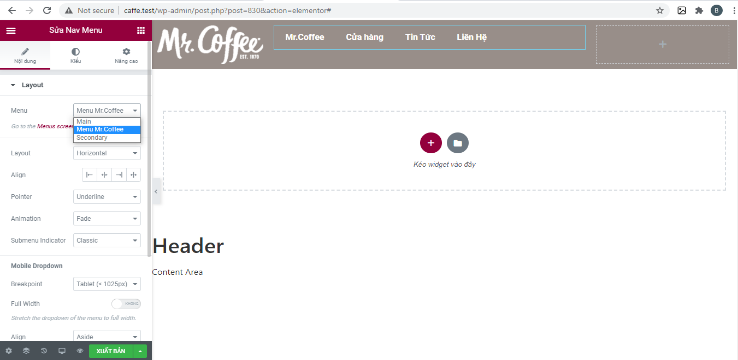 Not secure | caffe.test/wp-admin/post.php?post=830&action=elementor#
B
Sửa Nav Menu
Nội dung
Kiểu
Nâng cao
Layout
Menu
Menu Mr.Coffee
Main
Menu Mr.Coffee
Secondary
Go to the Menus screen
Layout
Horizontal
Align
Pointer
Underline
Animation
Fade
Submenu Indicator
Classic
Mobile Dropdown
Breakpoint
Tablet (< 1025px)
Full Width
KHÔNG
Stretch the dropdown of the menu to full width.
Align
Aside
XUẤT BẢN
Mr. Coffee
EST. 1970
Mr.Coffee
Cửa hàng
Tin Tức
Liên Hệ
Kéo widget vào đây
Header
Content Area